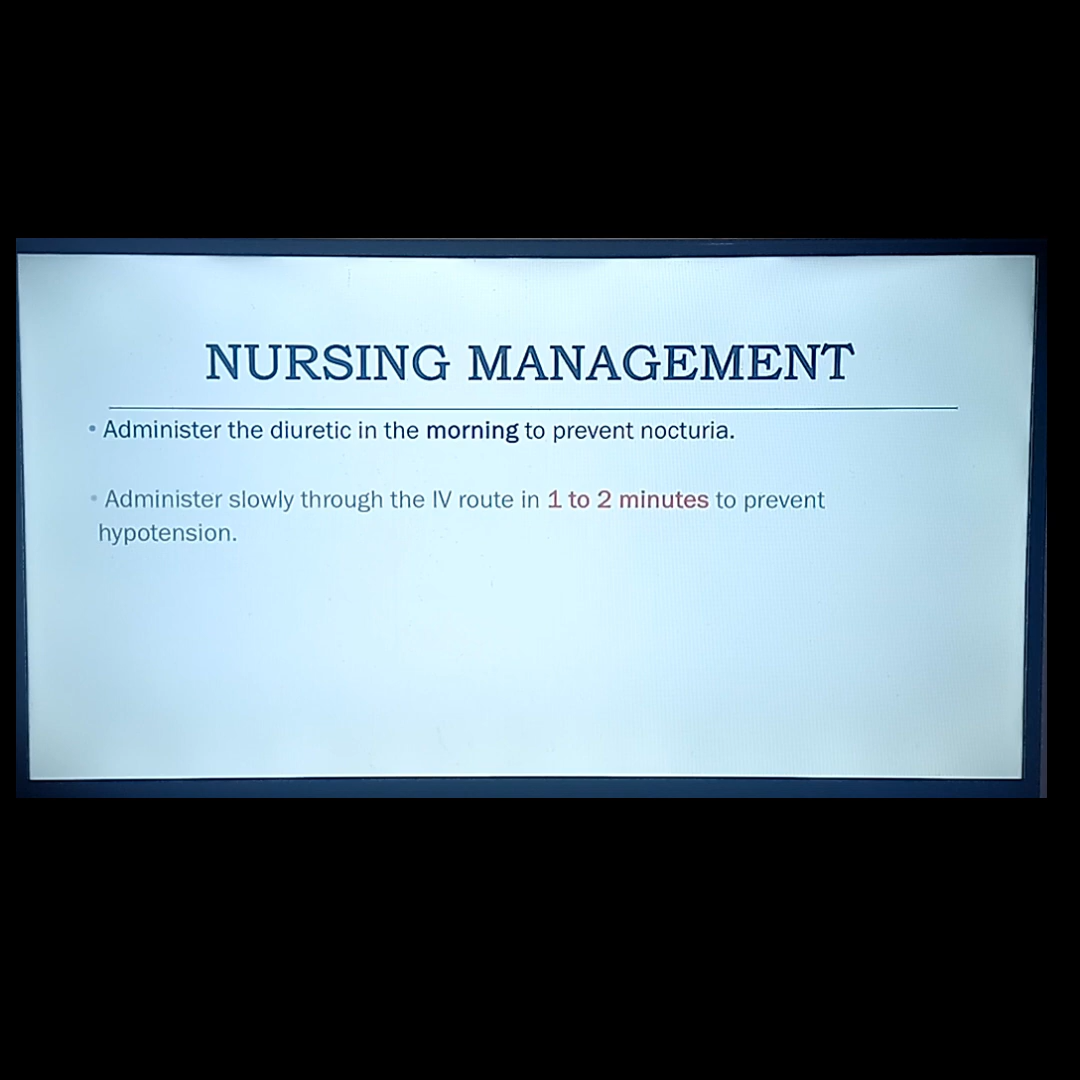 NURSING MANAGEMENT
• Administer the diuretic in the morning to prevent nocturia.
• Administer slowly through the IV route in 1 to 2 minutes to prevent
hypotension.